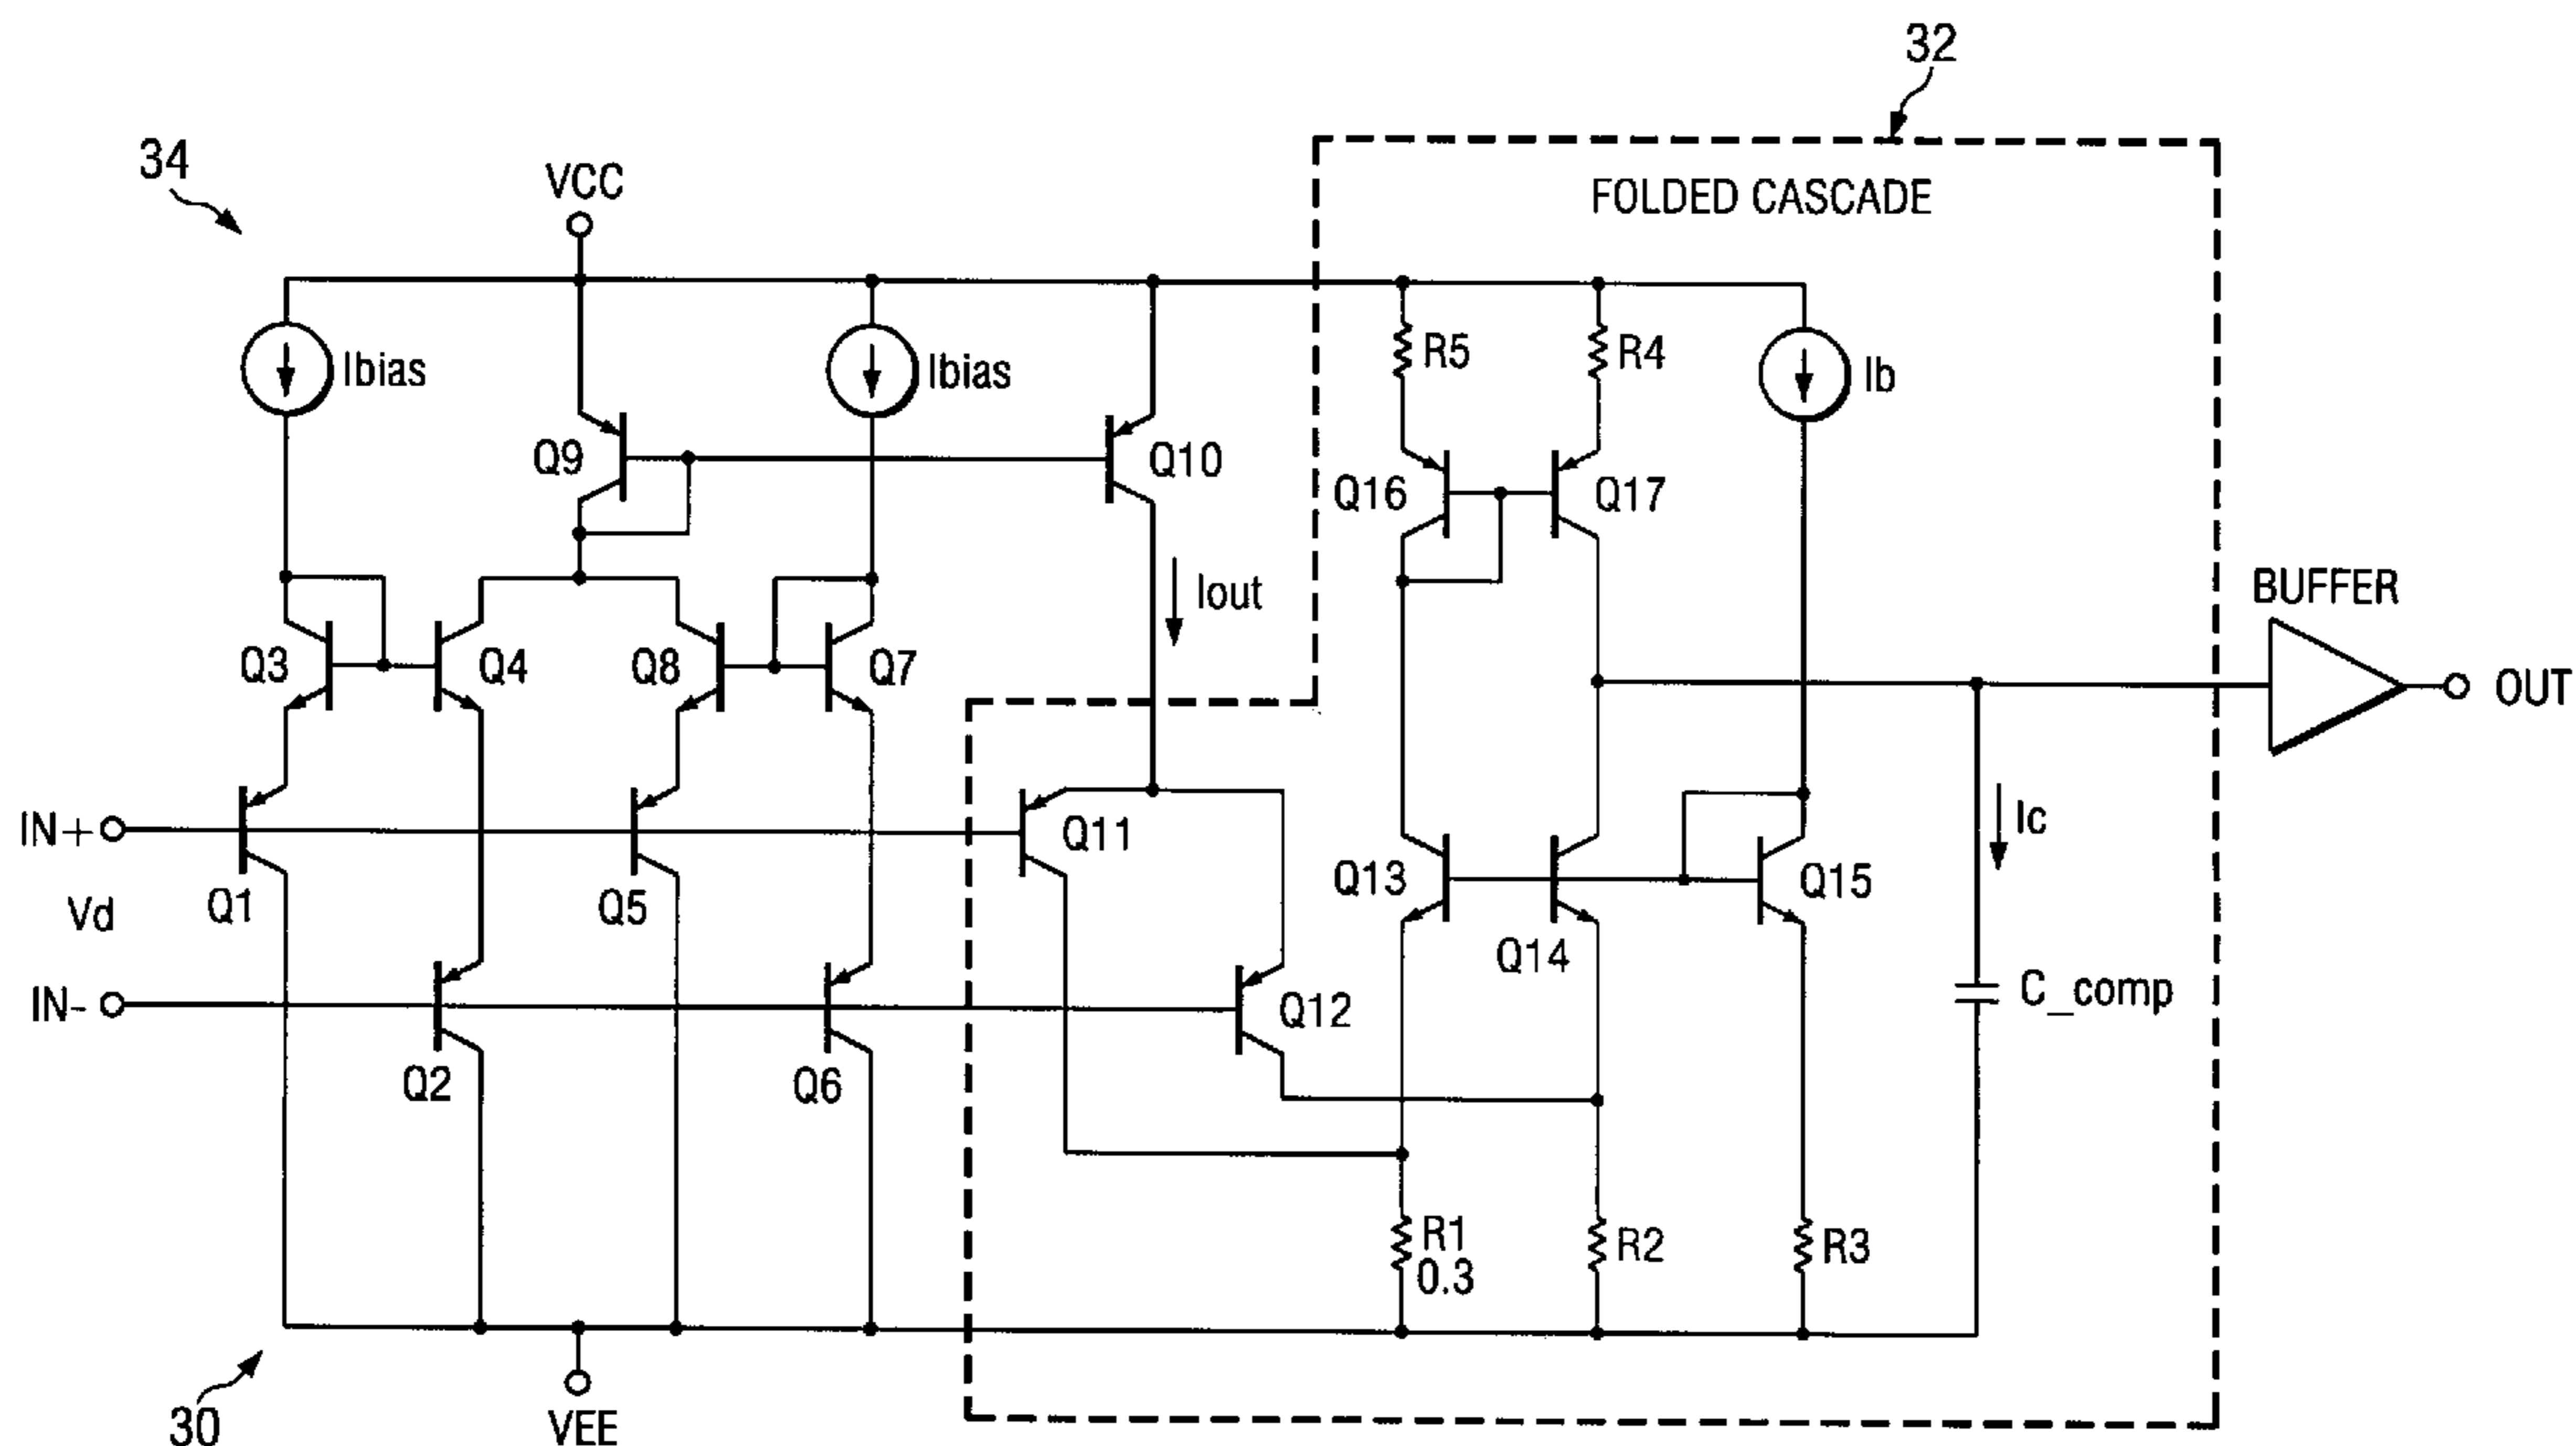 32
34
VCC
FOLDED CASCADE
Ibias
Ibias
R5
R4
Ib
Q9
Q10
Q16
Q17
Iout
BUFFER
Q3
Q4
Q8
Q7
OUT
IN+
Q11
Ic
Q13
Q15
Vd
Q1
Q5
Q14
IN-
Q12
C_comp
Q2
Q6
R1
0.3
R2
R3
30
VEE